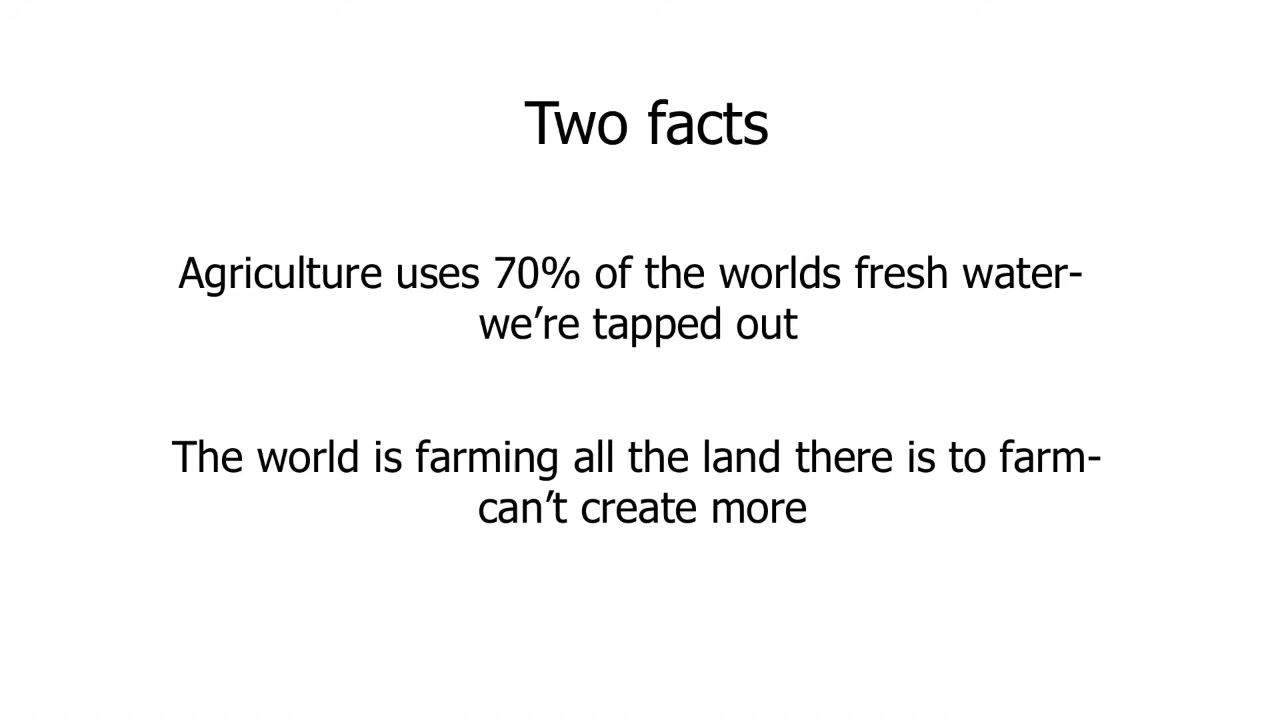 Two facts
Agriculture uses 70% of the worlds fresh water-
we’re tapped out
The world is farming all the land there is to farm-
can’t create more